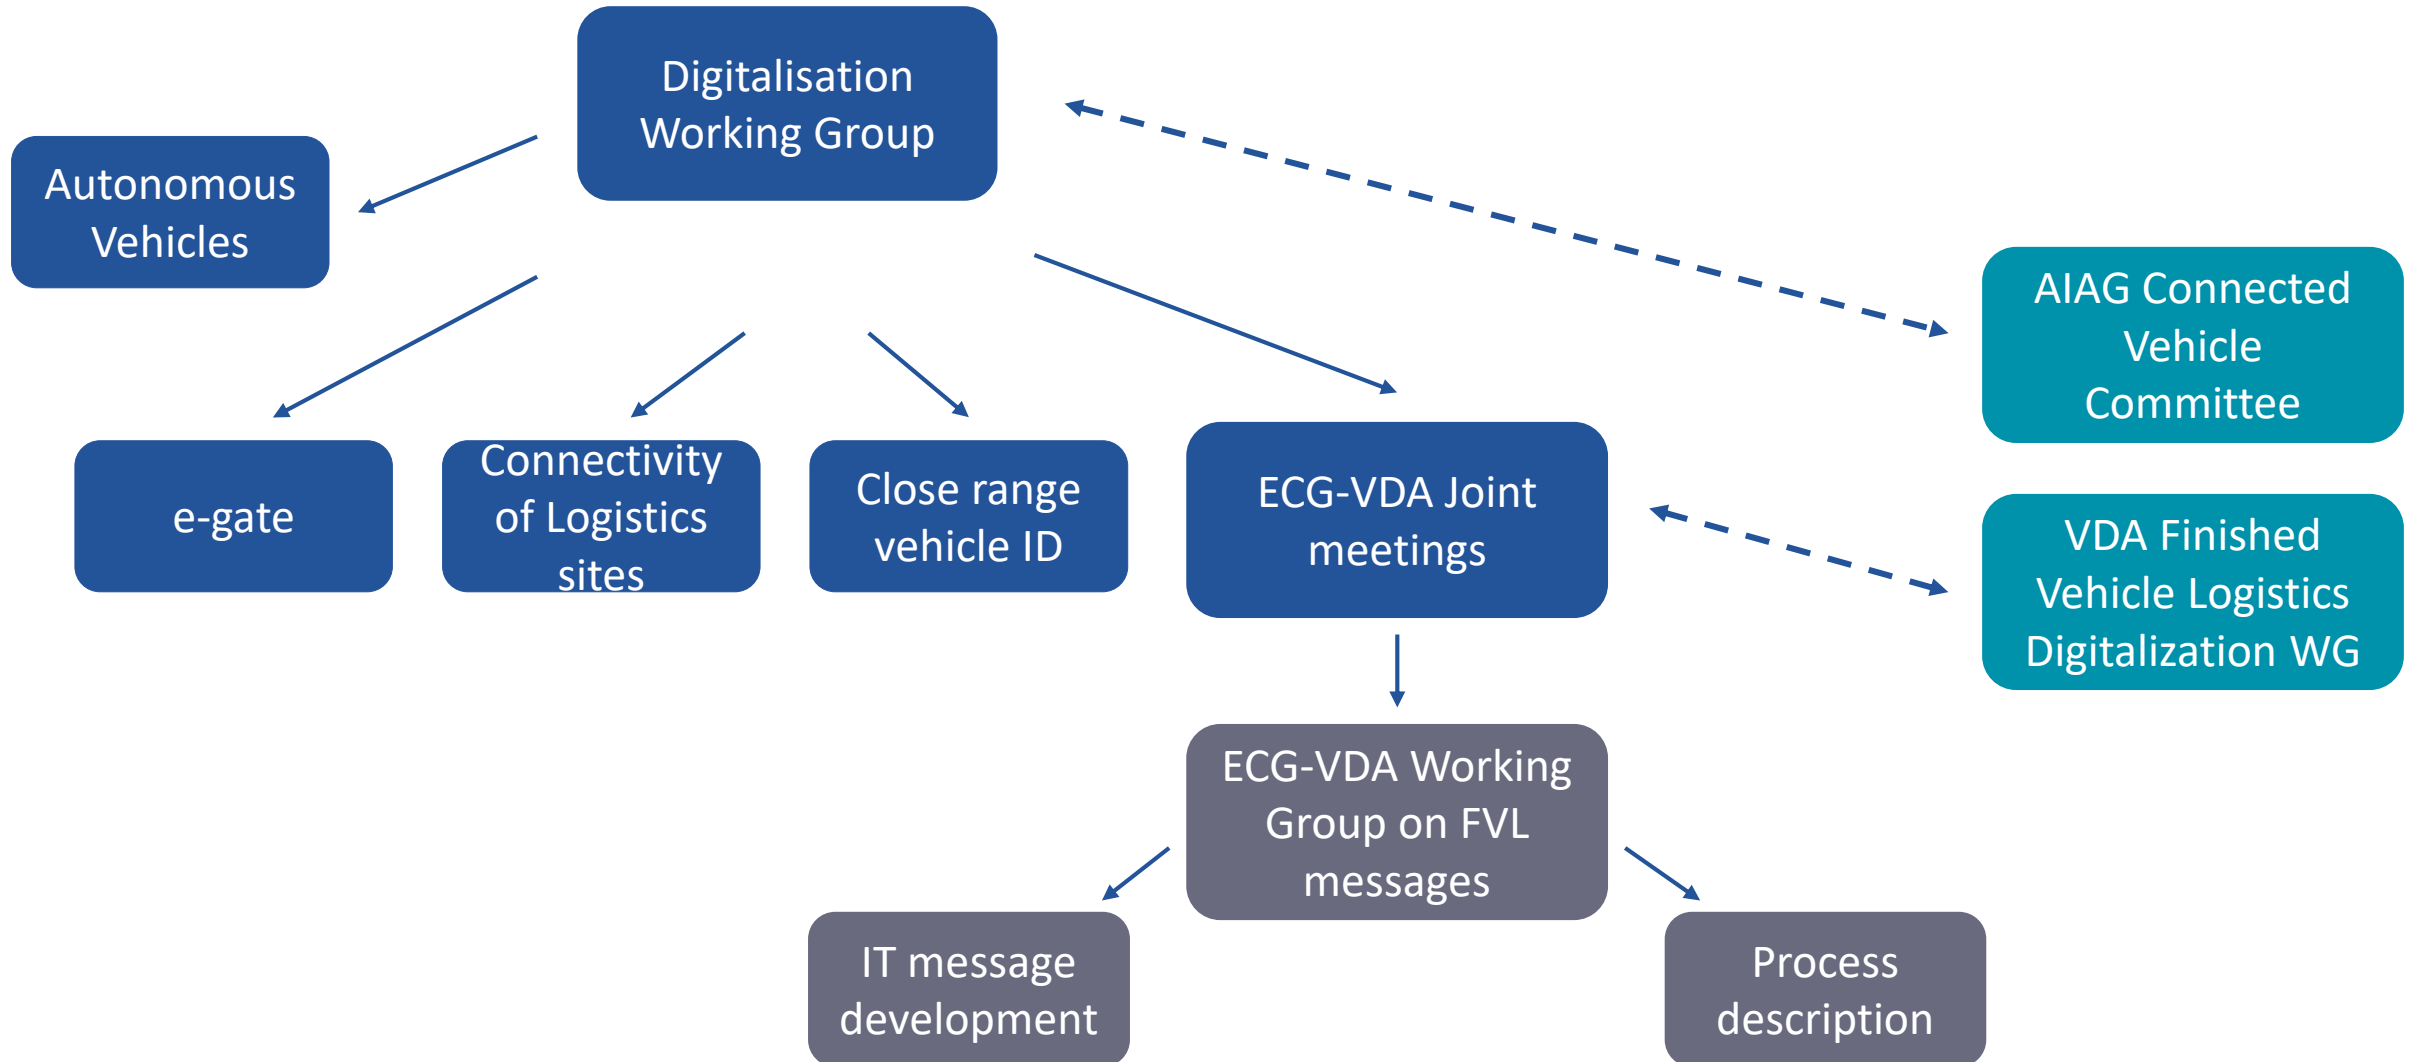 Digitalisation
Working Group
Autonomous
Vehicles
AIAG Connected
Vehicle
Committee
e-gate
Connectivity
of Logistics
sites
Close range
vehicle ID
ECG-VDA Joint
meetings
VDA Finished
Vehicle Logistics
Digitalization WG
ECG-VDA Working
Group on FVL
messages
IT message
development
Process
description